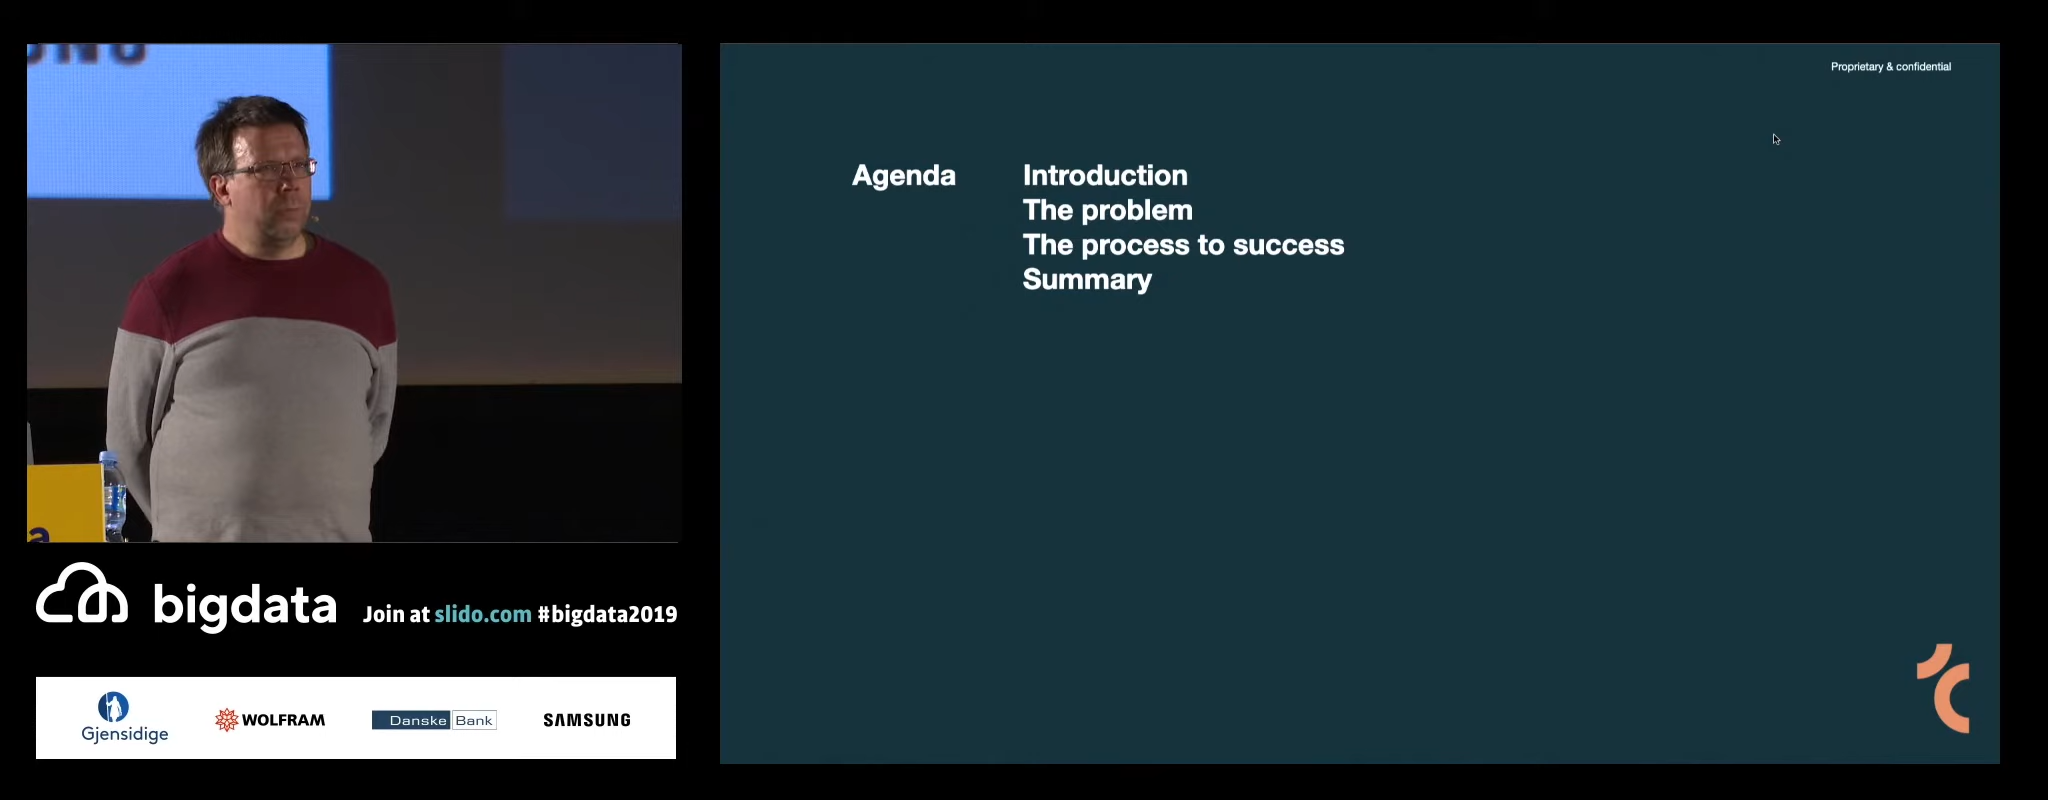 Proprietary & confidential
Agenda
Introduction
The problem
The process to success
Summary
bigdata
Join at slido.com #bigdata2019
Gjensidige
WOLFRAM
Danske Bank
SAMSUNG
a